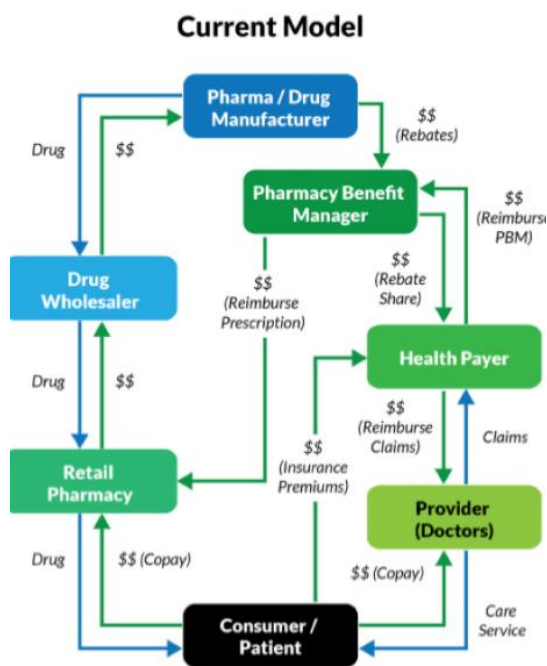 Current Model
Pharma / Drug
Manufacturer
Drug
$$
$$
(Rebates)
Pharmacy Benefit
Manager
$$
(Reimburse
PBM)
Drug
Wholesaler
$$
(Reimburse
Prescription)
$$
(Rebate
Share)
Health Payer
Drug
$$
$$
(Reimburse
Claims)
Claims
$$
(Insurance
Premiums)
Retail
Pharmacy
Provider
(Doctors)
Drug
$$ (Copay)
$$ (Copay)
Care
Service
Consumer /
Patient